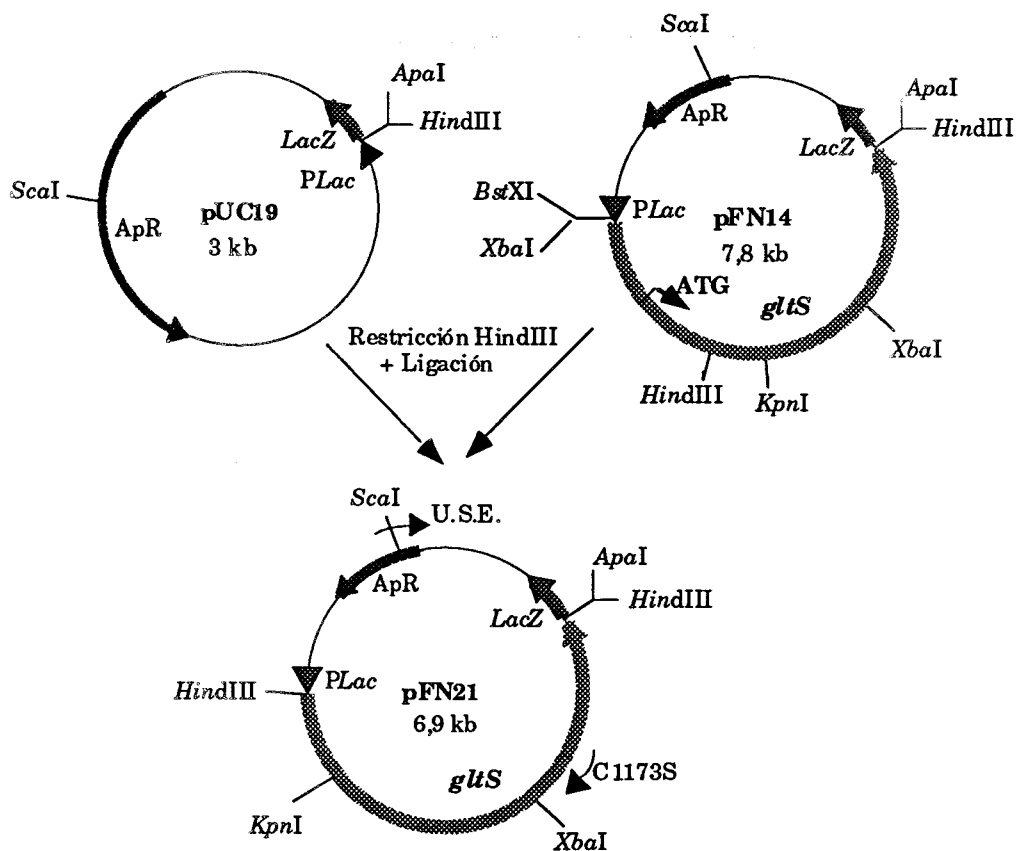 ScaI
ApaI
HindIII
LacZ
PLac
ScaI
ApR
pUC19
3 kb
ScaI
ApR
ApaI
HindIII
LacZ
BstXI
XbaI
PLac
pFN14
7,8 kb
ATG
gltS
XbaI
HindIII
KpnI
Restricción HindIII
+ Ligación
ScaI
U.S.E.
ApR
ApaI
HindIII
LacZ
HindIII
PLac
pFN21
6,9 kb
gltS
C1173S
KpnI
XbaI